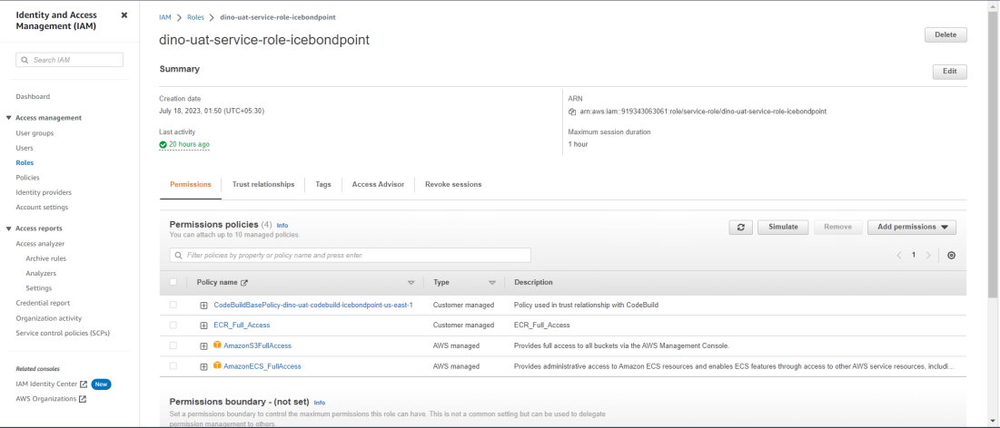 Identity and Access
Management (IAM)
Search IAM
Dashboard
Access management
User groups
Users
Roles
Policies
Identity providers
Account settings
Access reports
Access analyzer
Archive rules
Analyzers
Settings
Credential report
Organization activity
Service control policies (SCPs)
Related consoles
IAM Identity Center New
AWS Organizations
IAM > Roles > dino-uat-service-role-icebondpoint
dino-uat-service-role-icebondpoint
Delete
Summary
Edit
Creation date
July 18, 2023, 01:50 (UTC+05:30)
Last activity
20 hours ago
ARN
arn:aws:iam::919343063061:role/service-role/dino-uat-service-role-icebondpoint
Maximum session duration
1 hour
Permissions Trust relationships Tags Access Advisor Revoke sessions
Permissions policies (4) Info
You can attach up to 10 managed policies.
Simulate Remove Add permissions
Filter policies by property or policy name and press enter.
< 1 >
Policy name Type Description
CodeBuildBasePolicy-dino-uat-codebuild-icebondpoint-us-east-1 Customer managed Policy used in trust relationship with CodeBuild
ECR_Full_Access Customer managed ECR_Full_Access
AmazonS3FullAccess AWS managed Provides full access to all buckets via the AWS Management Console.
AmazonECS_FullAccess AWS managed Provides administrative access to Amazon ECS resources and enables ECS features through access to other AWS service resources, includi...
Permissions boundary - (not set) Info
Set a permissions boundary to control the maximum permissions this role can have. This is not a common setting but can be used to delegate
permission management to others.